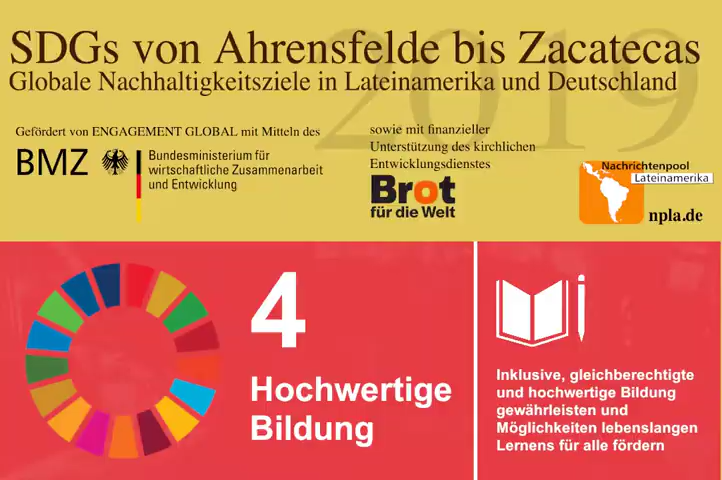 2019
SDGs von Ahrensfelde bis Zacatecas
Globale Nachhaltigkeitsziele in Lateinamerika und Deutschland
Gefördert von ENGAGEMENT GLOBAL mit Mitteln des
BMZ
Bundesministerium für
wirtschaftliche Zusammenarbeit
und Entwicklung
sowie mit finanzieller
Unterstützung des kirchlichen
Entwicklungsdienstes
Brot
für die Welt
Nachrichtenpool
Lateinamerika
npla.de
4
Hochwertige
Bildung
Inklusive, gleichberechtigte
und hochwertige Bildung
gewährleisten und
Möglichkeiten lebenslangen
Lernens für alle fördern